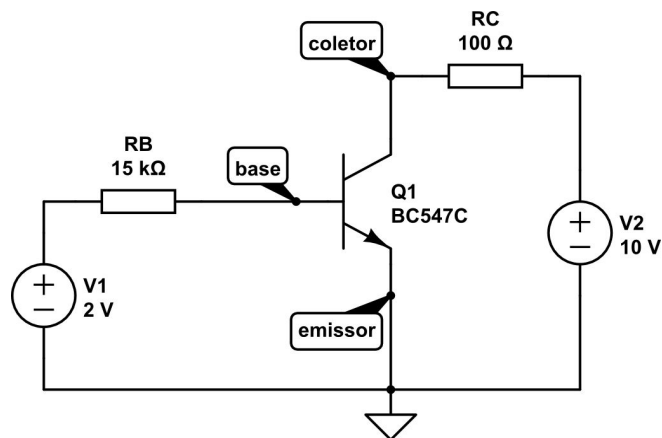 coletor
RC
100 Ω
RB
15 kΩ
base
Q1
BC547C
+
−
V2
10 V
+
−
V1
2 V
emissor